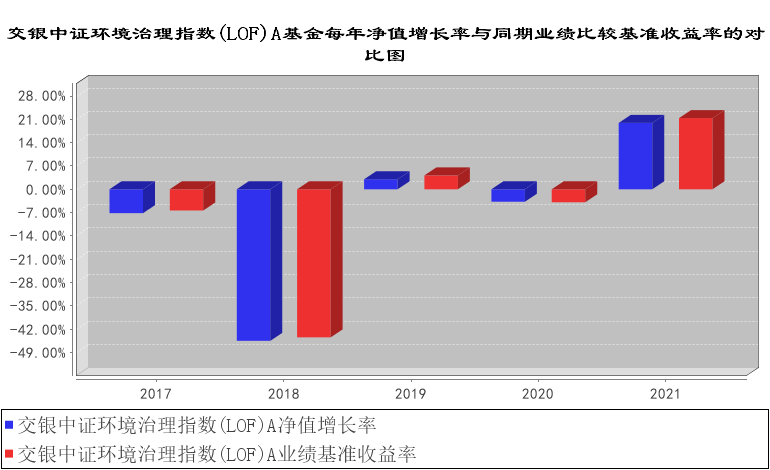 交银中证环境治理指数(LOF)A基金每年净值增长率与同期业绩比较基准收益率的对
比图
28.00%
21.00%
14.00%
7.00%
0.00%
-7.00%
-14.00%
-21.00%
-28.00%
-35.00%
-42.00%
-49.00%
2017 2018 2019 2020 2021
交银中证环境治理指数(LOF)A净值增长率
交银中证环境治理指数(LOF)A业绩基准收益率